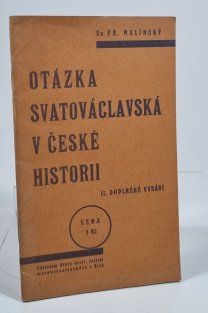 Dr FR. MALÍNSKÝ
OTÁZKA
SVATOVÁCLAVSKÁ
V ČESKÉ
HISTORII
II. DOPLNĚNÉ VYDÁNÍ
CENA
3 Kč